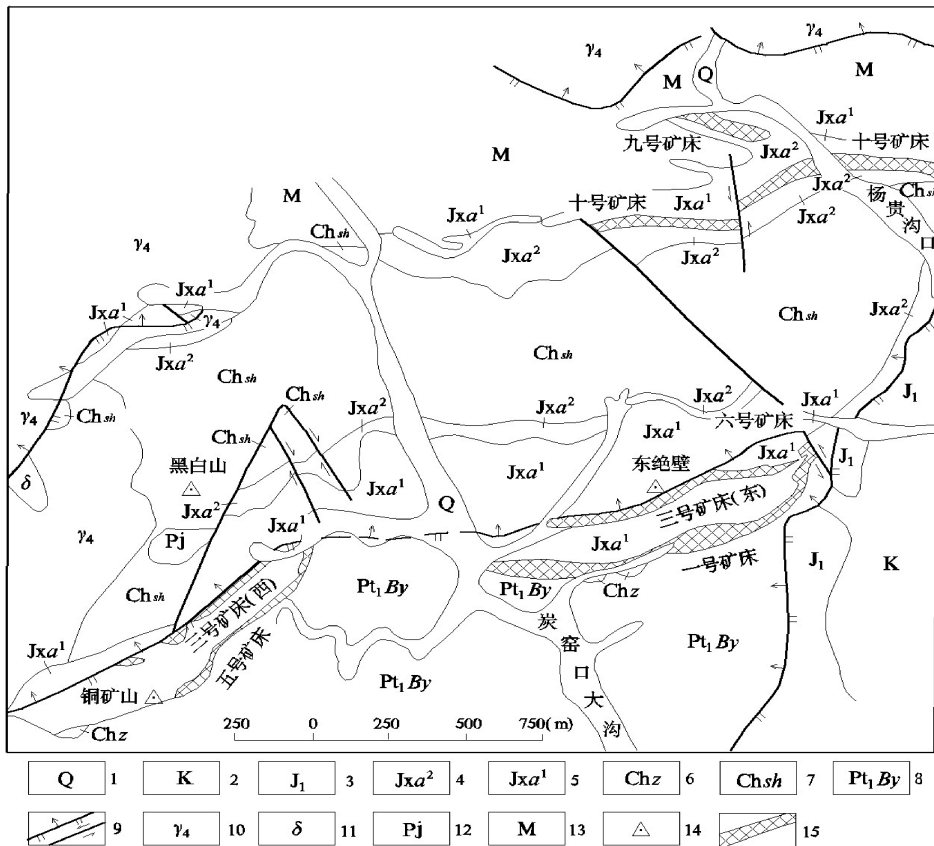 γ₄
γ₄
M
Q
M
Jxa¹
九号矿床
Jxa²
十号矿床
M
M
十号矿床
Jxa¹
Jxa²
Chsh
杨贵沟口
Chsh
Jxa¹
Jxa²
Jxa²
Jxa²
γ₄
Jxa¹
Jxa¹
γ₄
Jxa²
Chsh
Jxa²
Chsh
Chsh
Chsh
Jxa²
Jxa²
Jxa²
Jxa¹
J₁
γ₄
Chsh
Chsh
六号矿床
黑白山
Jxa¹
东绝壁
Jxa¹
J₁
δ
Jxa¹
Jxa²
Jxa¹
Q
三号矿床(东)
γ₄
Pj
Jxa¹
一号矿床
J₁
K
Chsh
三号矿床(西)
Pt₁By
Pt₁By
Chz
炭窑口大沟
Pt₁By
Jxa¹
五号矿床
铜矿山
Pt₁By
Chz
250 0 250 500 750(m)
Q 1 K 2 J₁ 3 Jxa² 4 Jxa¹ 5 Chz 6 Chsh 7 Pt₁By 8
9 γ₄ 10 δ 11 Pj 12 M 13 14 15